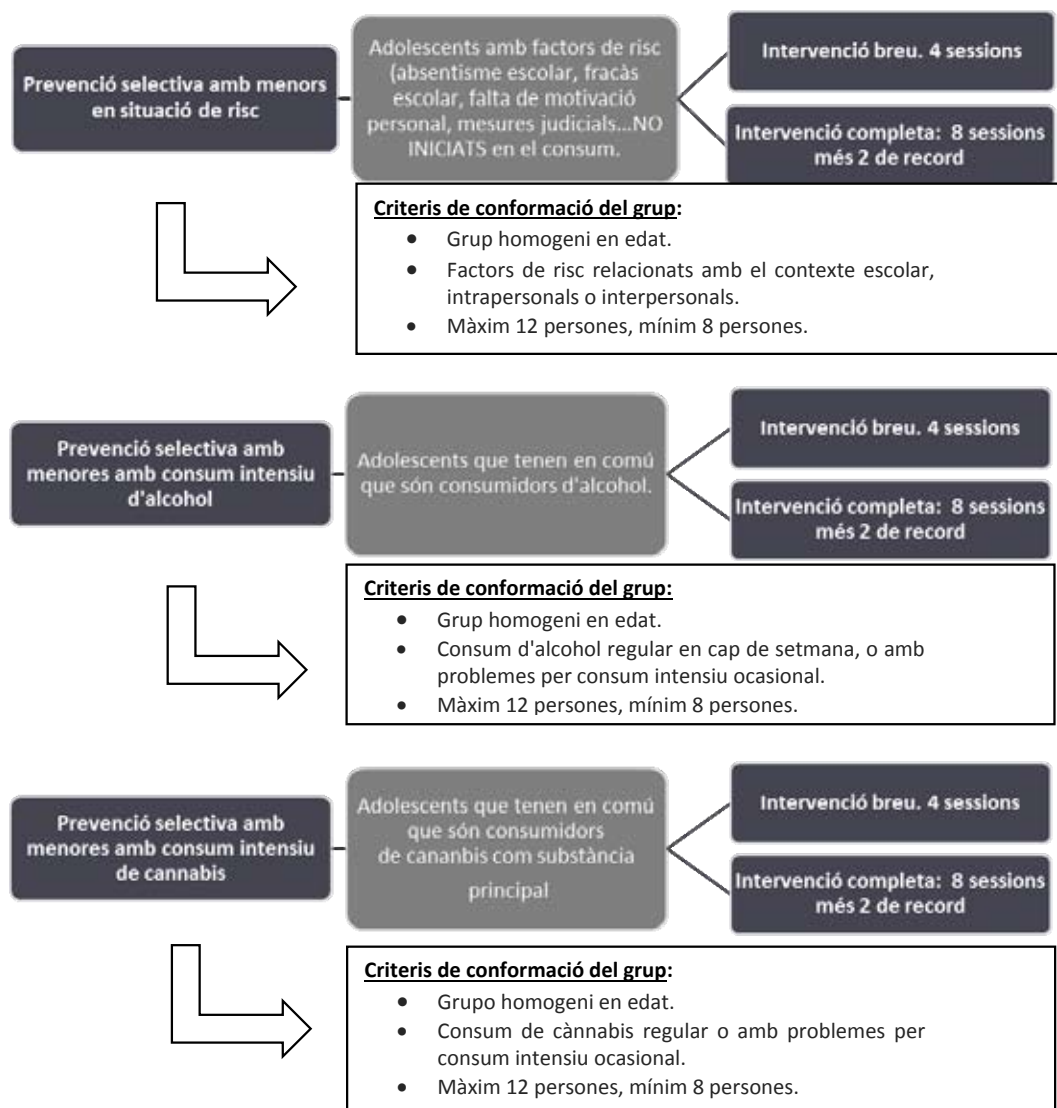 Prevenció selectiva amb menors
en situació de risc
Adolescents amb factors de risc
(absentisme escolar, fracàs
escolar, falta de motivació
personal, mesures judicials...NO
INICIATS en el consum.
Intervenció breu. 4 sessions
Intervenció completa: 8 sessions
més 2 de record
Criteris de conformació del grup:
• Grup homogeni en edat.
• Factors de risc relacionats amb el contexte escolar,
intrapersonals o interpersonals.
• Màxim 12 persones, mínim 8 persones.
Prevenció selectiva amb
menores amb consum intensiu
d'alcohol
Adolescents que tenen en comú
que són consumidors d'alcohol.
Intervenció breu. 4 sessions
Intervenció completa: 8 sessions
més 2 de record
Criteris de conformació del grup:
• Grup homogeni en edat.
• Consum d'alcohol regular en cap de setmana, o amb
problemes per consum intensiu ocasional.
• Màxim 12 persones, mínim 8 persones.
Prevenció selectiva amb
menores amb consum intensiu
de cannabis
Adolescents que tenen en comú
que són consumidors
de cananbis com substància
principal
Intervenció breu. 4 sessions
Intervenció completa: 8 sessions
més 2 de record
Criteris de conformació del grup:
• Grupo homogeni en edat.
• Consum de cànnabis regular o amb problemes per
consum intensiu ocasional.
• Màxim 12 persones, mínim 8 persones.